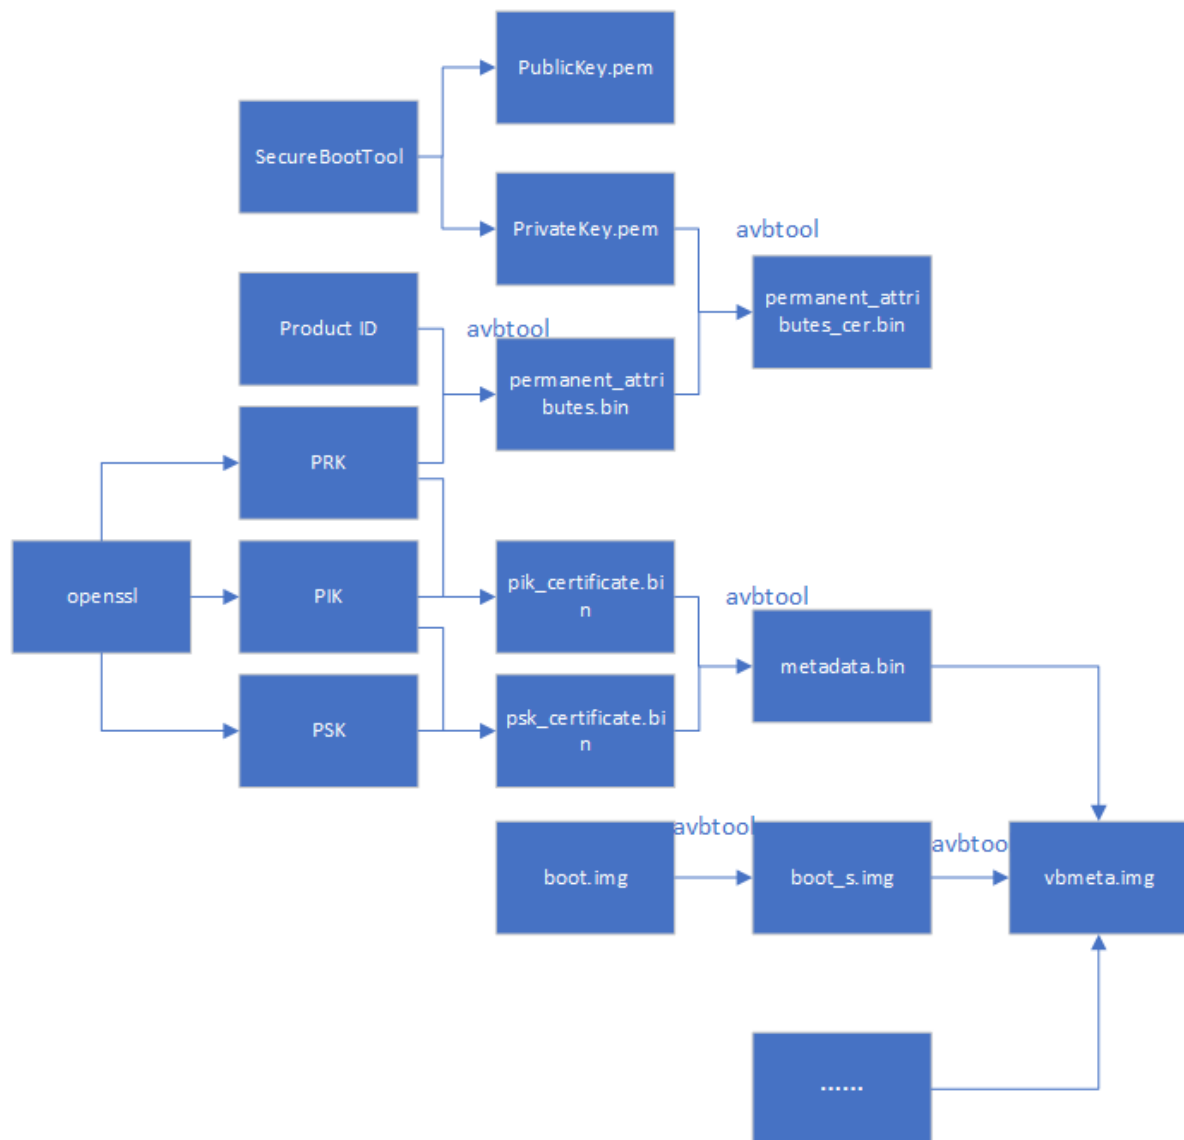 PublicKey.pem
SecureBootTool
PrivateKey.pem
avbtool
permanent_attri
butes_cer.bin
Product ID
avbtool
permanent_attri
butes.bin
PRK
openssl
PIK
pik_certificate.bi
n
avbtool
metadata.bin
PSK
psk_certificate.bi
n
avbtool
boot.img
boot_s.img
avbtoo
vbmeta.img
......